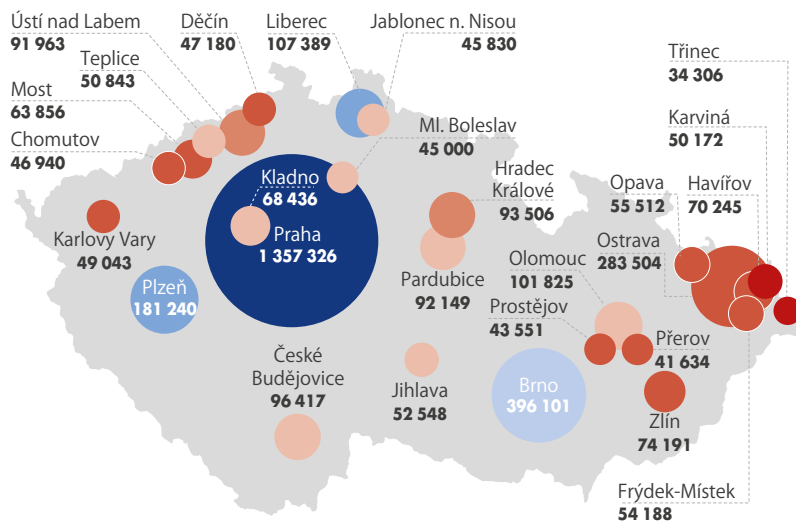 Ústí nad Labem
91 963
Děčín
47 180
Liberec
107 389
Jablonec n. Nisou
45 830
Teplice
50 843
Třinec
34 306
Most
63 856
Karviná
50 172
Chomutov
46 940
Ml. Boleslav
45 000
Kladno
68 436
Hradec
Králové
93 506
Opava
55 512
Havířov
70 245
Karlovy Vary
49 043
Praha
1 357 326
Ostrava
283 504
Pardubice
92 149
Olomouc
101 825
Plzeň
181 240
Prostějov
43 551
Přerov
41 634
České
Budějovice
96 417
Jihlava
52 548
Brno
396 101
Zlín
74 191
Frýdek-Místek
54 188